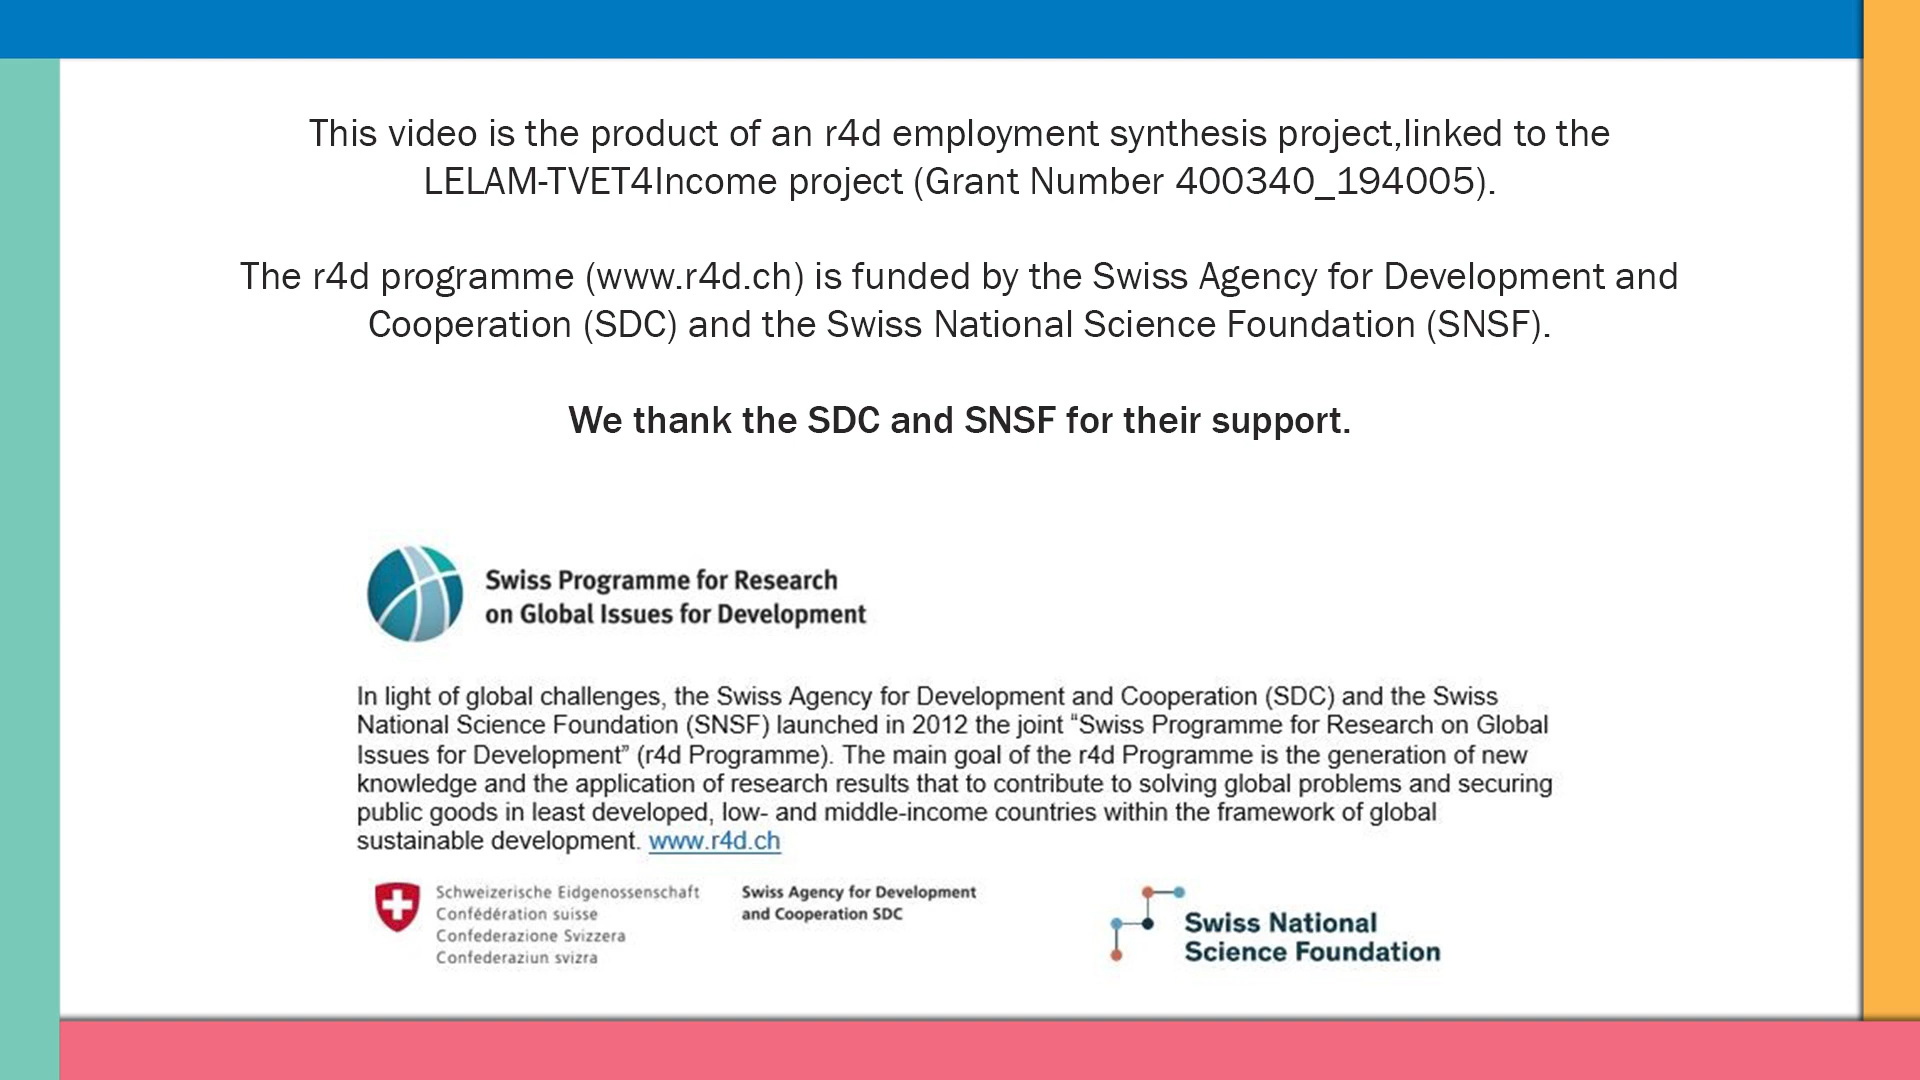 This video is the product of an r4d employment synthesis project,linked to the
LELAM-TVET4Income project (Grant Number 400340_194005).
The r4d programme (www.r4d.ch) is funded by the Swiss Agency for Development and
Cooperation (SDC) and the Swiss National Science Foundation (SNSF).
We thank the SDC and SNSF for their support.
Swiss Programme for Research
on Global Issues for Development
In light of global challenges, the Swiss Agency for Development and Cooperation (SDC) and the Swiss
National Science Foundation (SNSF) launched in 2012 the joint “Swiss Programme for Research on Global
Issues for Development” (r4d Programme). The main goal of the r4d Programme is the generation of new
knowledge and the application of research results that to contribute to solving global problems and securing
public goods in least developed, low- and middle-income countries within the framework of global
sustainable development. www.r4d.ch
Schweizerische Eidgenossenschaft
Confédération suisse
Confederazione Svizzera
Confederaziun svizra
Swiss Agency for Development
and Cooperation SDC
Swiss National
Science Foundation